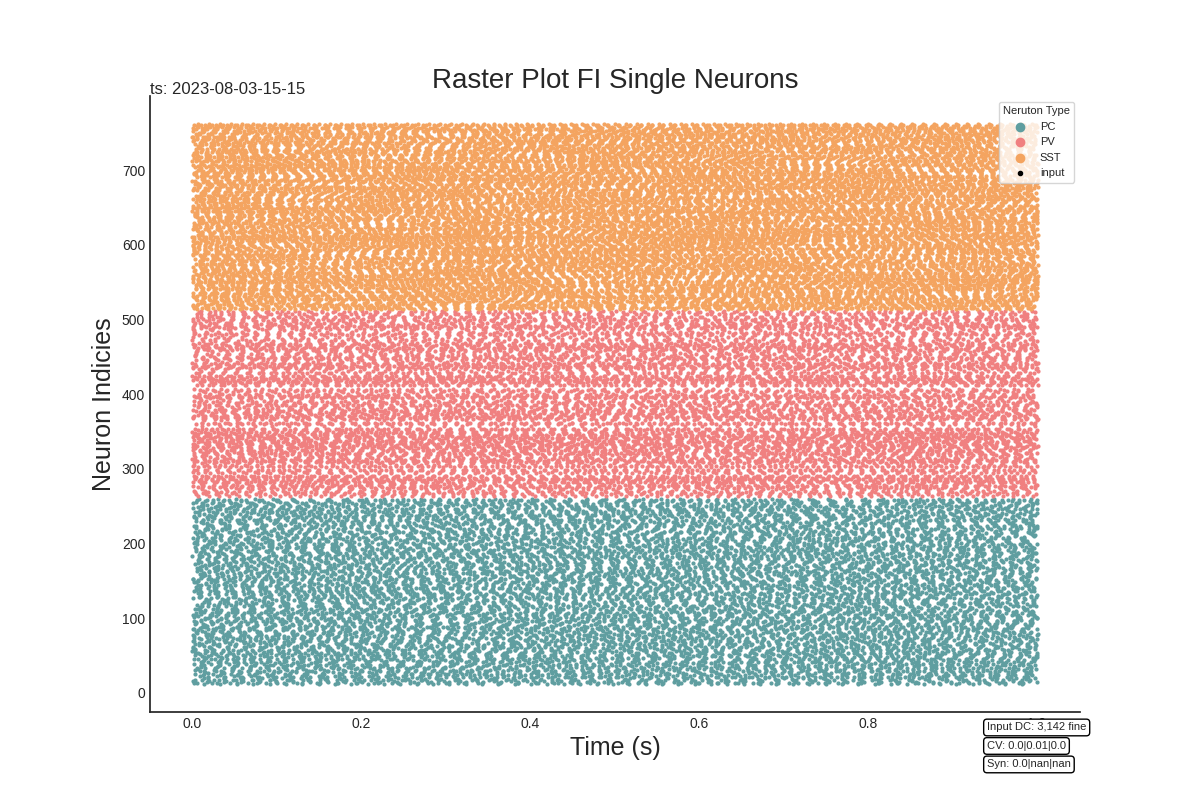 Raster Plot FI Single Neurons
ts: 2023-08-03-15-15
Neruton Type
PC
PV
SST
input
Neuron Indicies
700
600
500
400
300
200
100
0
0.0
0.2
0.4
0.6
0.8
Time (s)
Input DC: 3,142 fine
CV: 0.0|0.01|0.0
Syn: 0.0|nan|nan